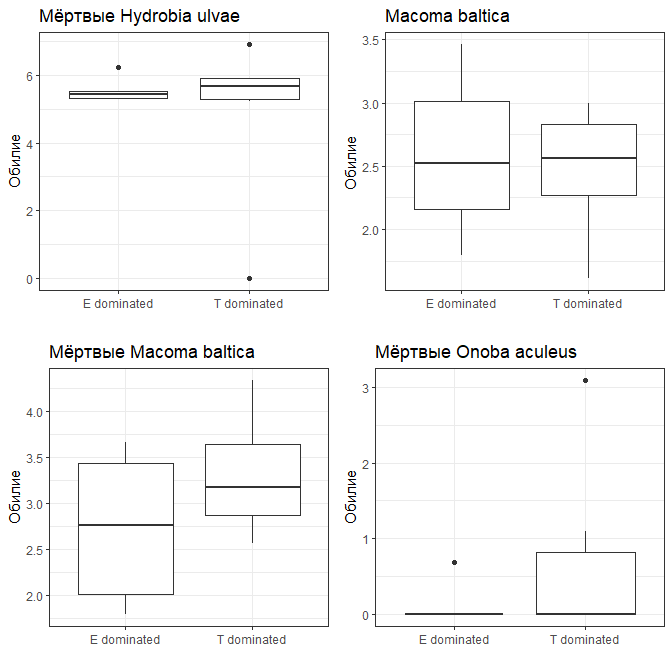 Мёртвые Hydrobia ulvae
Обилие
6
4
2
0
E dominated
T dominated
Macoma baltica
Обилие
3.5
3.0
2.5
2.0
E dominated
T dominated
Мёртвые Macoma baltica
Обилие
4.0
3.5
3.0
2.5
2.0
E dominated
T dominated
Мёртвые Onoba aculeus
Обилие
3
2
1
0
E dominated
T dominated